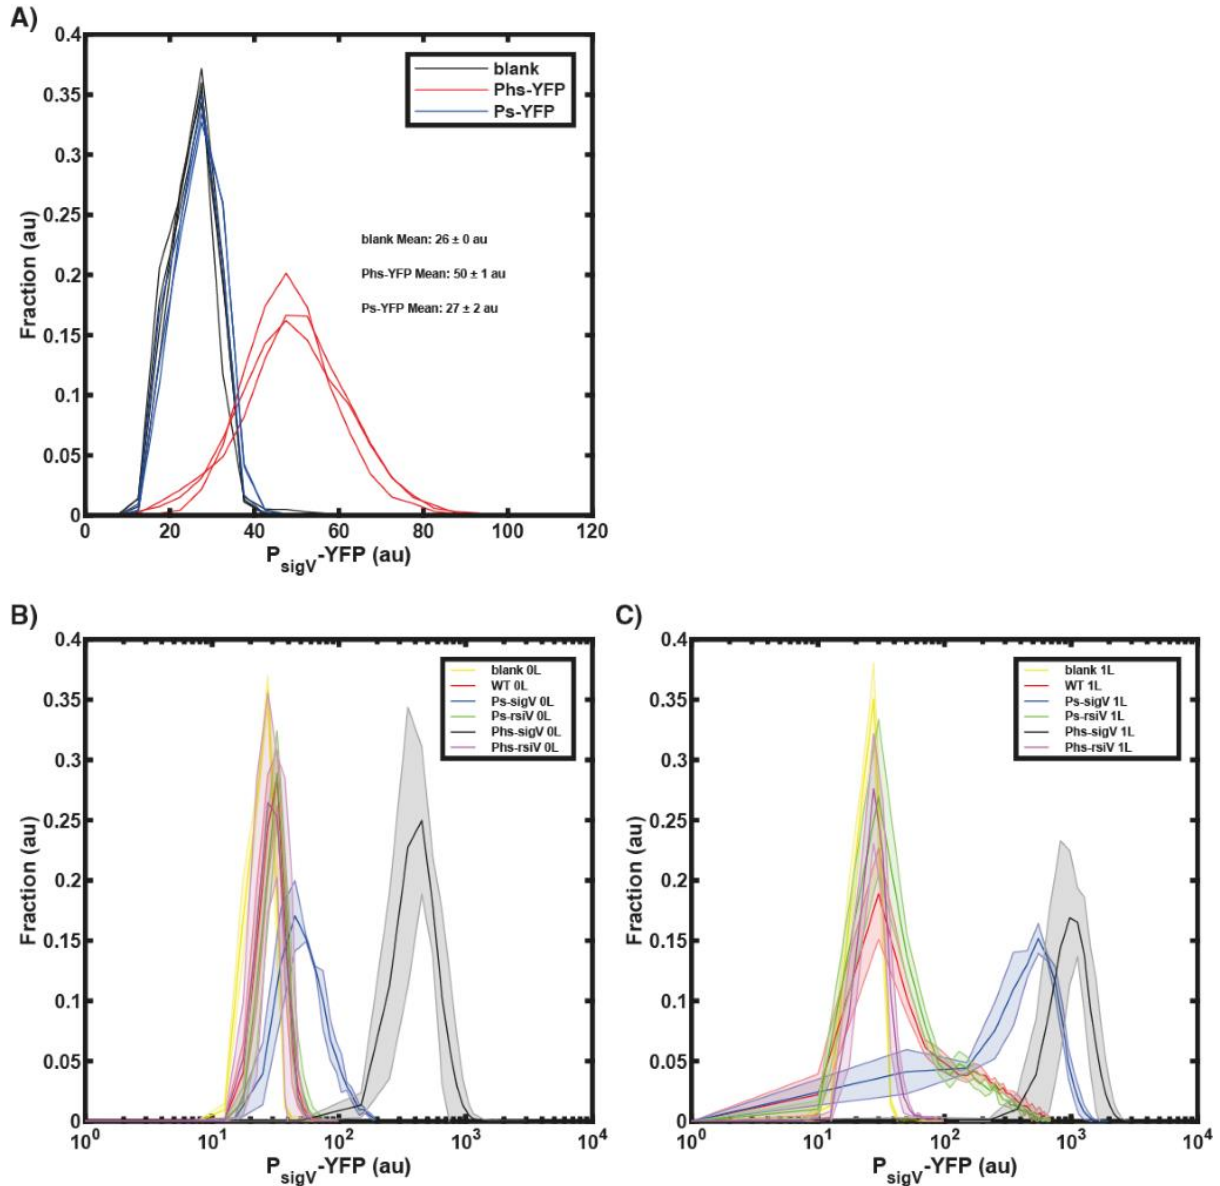 A)
0.4
0.35
0.3
0.25
0.2
0.15
0.1
0.05
0
Fraction (au)
blank
Phs-YFP
Ps-YFP
blank Mean: 26 ± 0 au
Phs-YFP Mean: 50 ± 1 au
Ps-YFP Mean: 27 ± 2 au
0 20 40 60 80 100 120
PsigV-YFP (au)
B)
0.4
0.35
0.3
0.25
0.2
0.15
0.1
0.05
0
Fraction (au)
blank 0L
WT 0L
Ps-sigV 0L
Ps-rsiV 0L
Phs-sigV 0L
Phs-rsiV 0L
10^0 10^1 10^2 10^3 10^4
PsigV-YFP (au)
C)
0.4
0.35
0.3
0.25
0.2
0.15
0.1
0.05
0
Fraction (au)
blank 1L
WT 1L
Ps-sigV 1L
Ps-rsiV 1L
Phs-sigV 1L
Phs-rsiV 1L
10^0 10^1 10^2 10^3 10^4
PsigV-YFP (au)